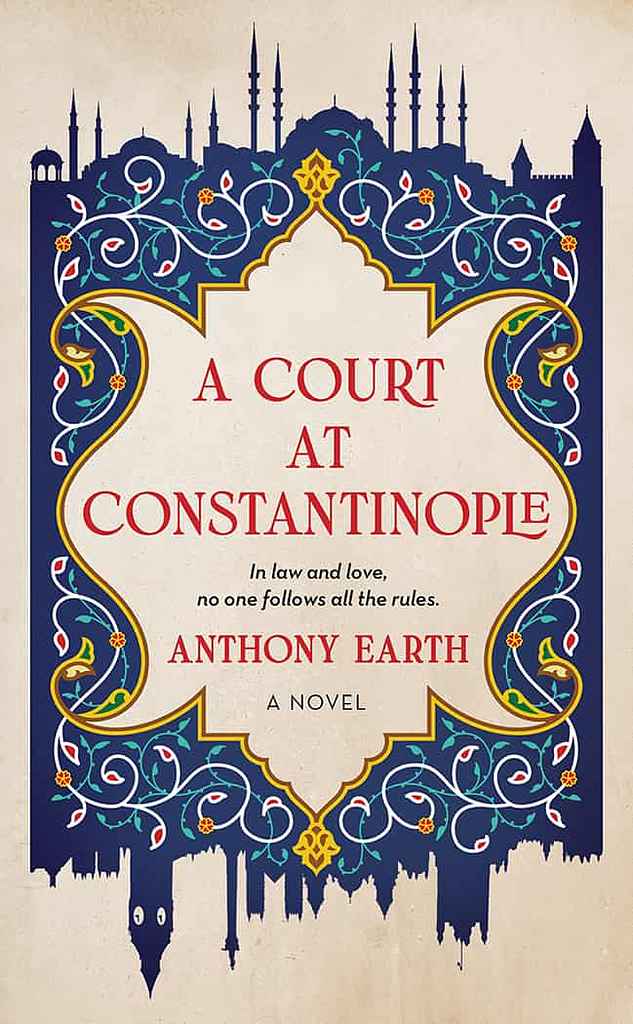 A COURT
AT
CONSTANTINOPLE
In law and love,
no one follows all the rules.
ANTHONY EARTH
A NOVEL